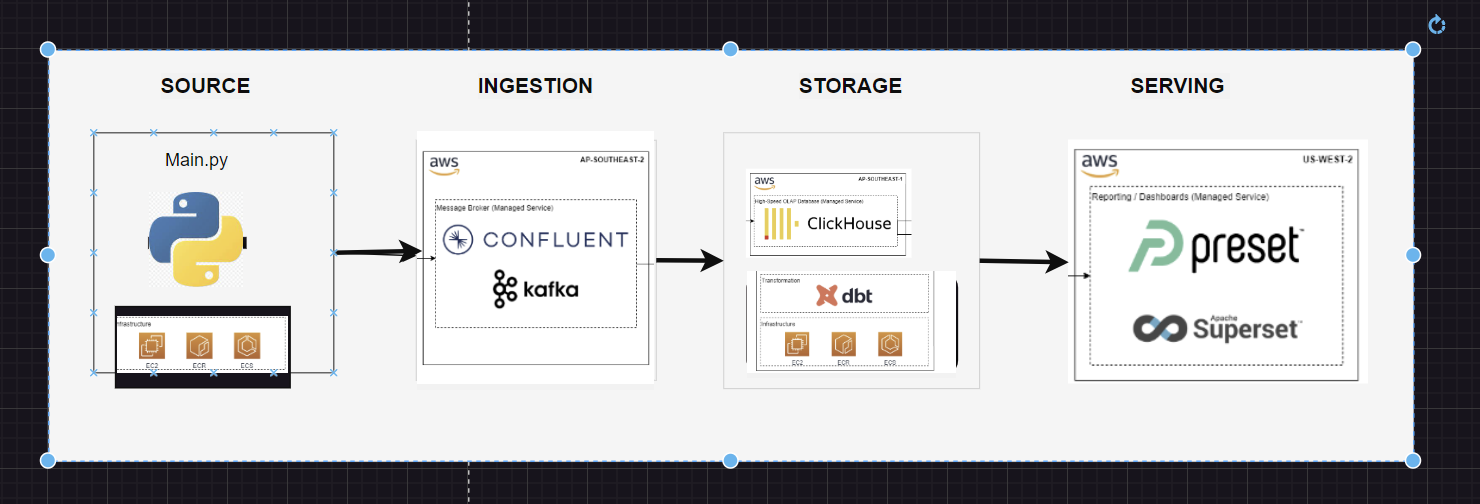 SOURCE
INGESTION
STORAGE
SERVING
Main.py
nfrastructure
EC2
ECR
ECS
aws
AP-SOUTHEAST-2
Message Broker (Managed Service)
CONFLUENT
kafka
aws
AP-SOUTHEAST-1
High-Speed OLAP Database (Managed Service)
ClickHouse
Transformation
dbt
Infrastructure
EC2
ECR
ECS
aws
US-WEST-2
Reporting / Dashboards (Managed Service)
preset
Apache
Superset